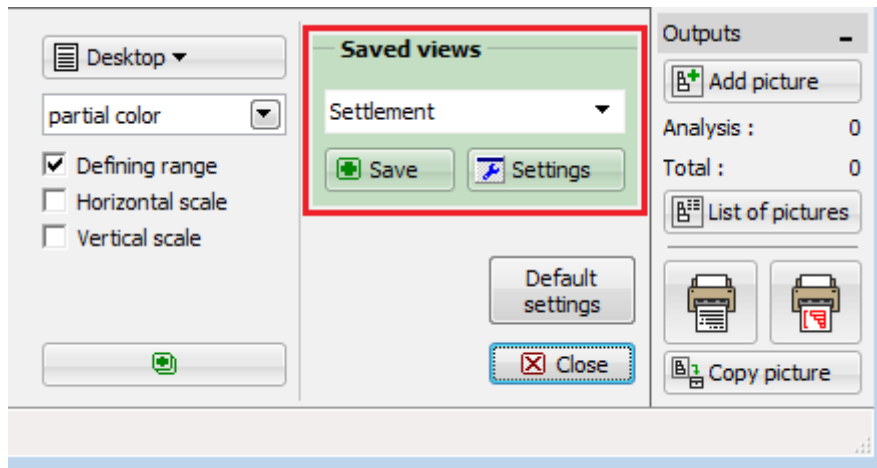 Desktop
partial color
Defining range
Horizontal scale
Vertical scale
Saved views
Settlement
Save
Settings
Default
settings
Close
Outputs
Add picture
Analysis : 0
Total : 0
List of pictures
Copy picture